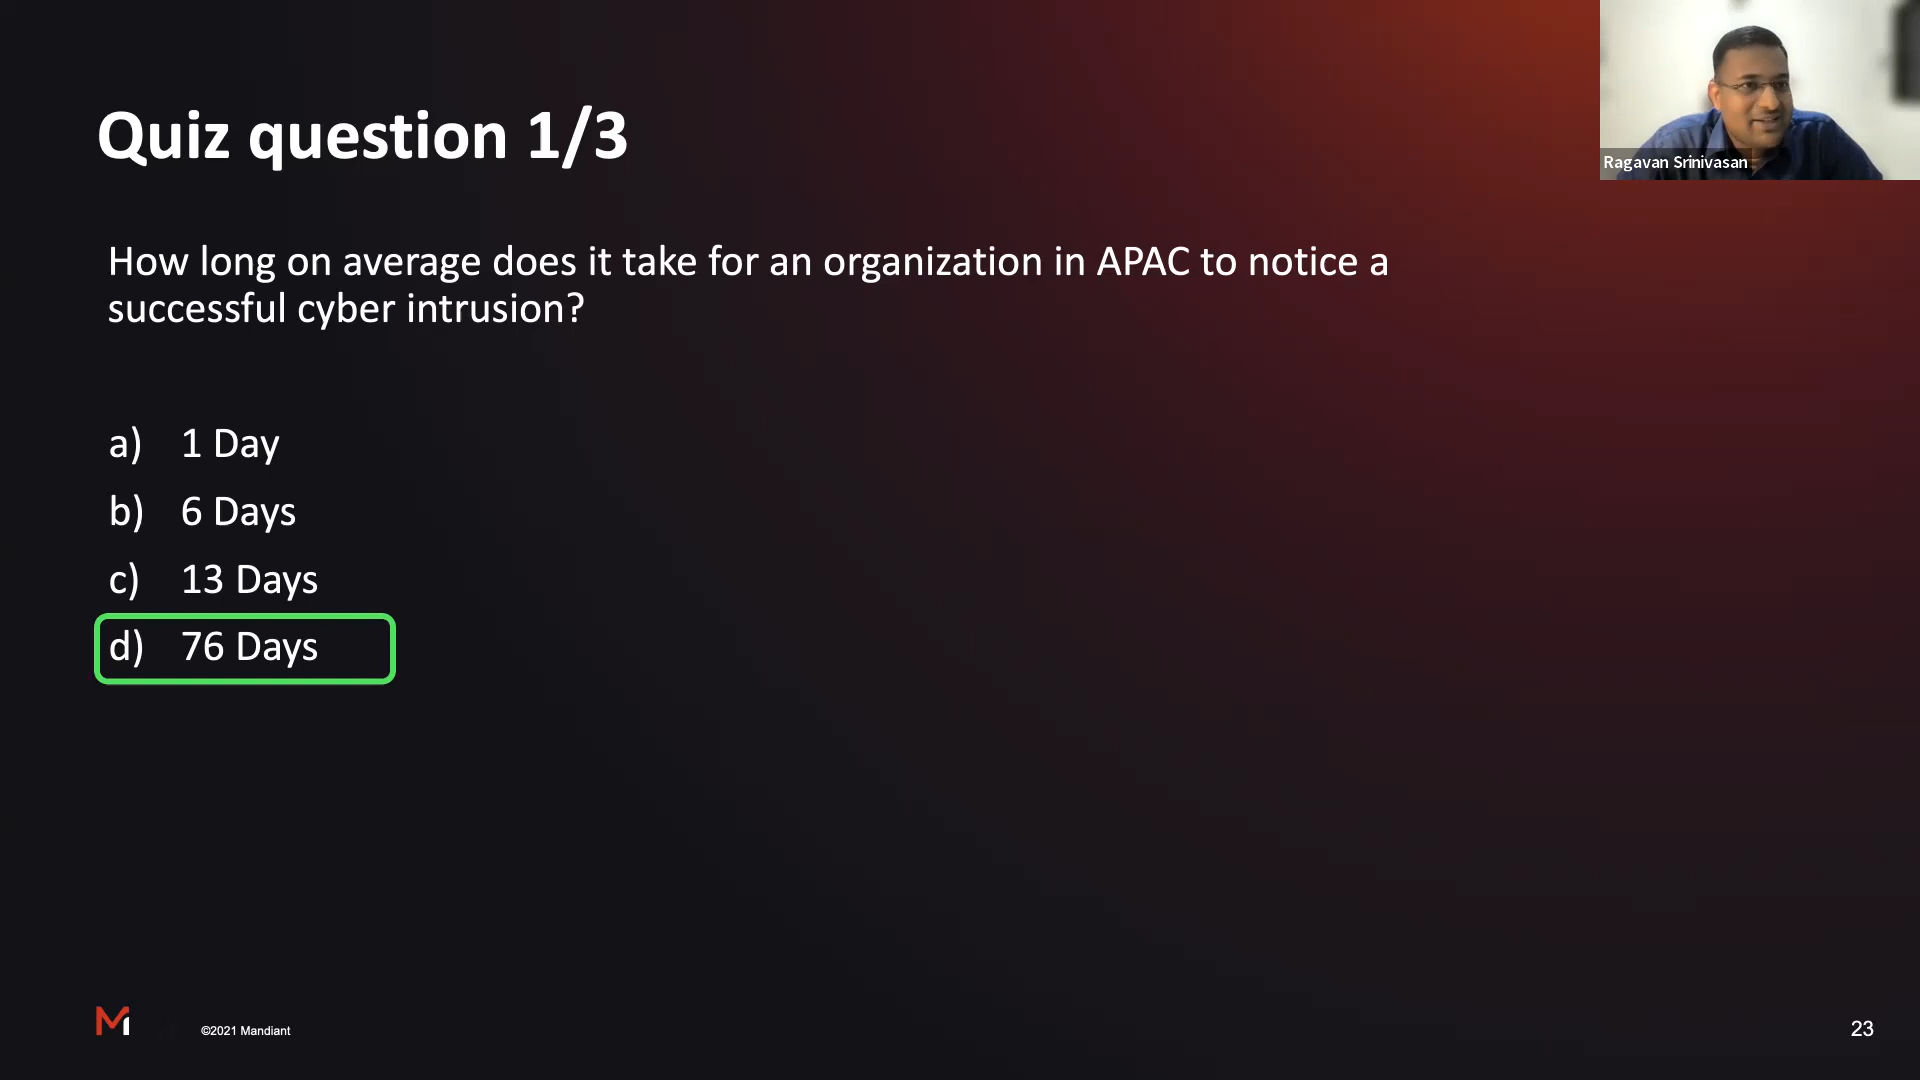 Quiz question 1/3
Ragavan Srinivasan
How long on average does it take for an organization in APAC to notice a
successful cyber intrusion?
a) 1 Day
b) 6 Days
c) 13 Days
d) 76 Days
©2021 Mandiant
23